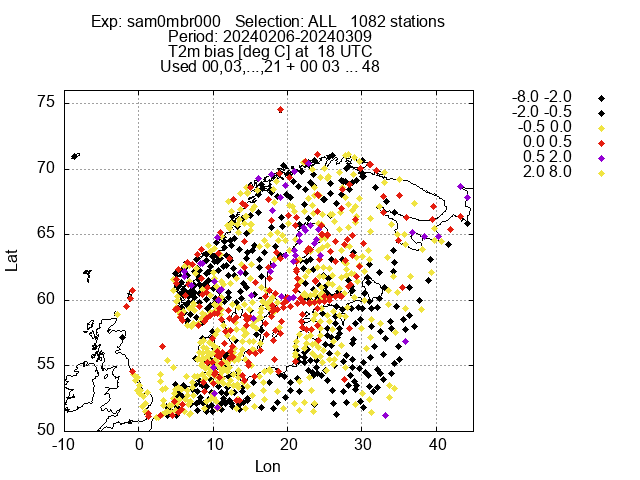 Exp: sam0mbr000   Selection: ALL   1082 stations
Period: 20240206-20240309
T2m bias [deg C] at  18 UTC
Used 00,03,...,21 + 00 03 ... 48
-8.0 -2.0
-2.0 -0.5
-0.5 0.0
0.0 0.5
0.5 2.0
2.0 8.0
75
70
65
60
55
50
Lat
-10 0 10 20 30 40
Lon